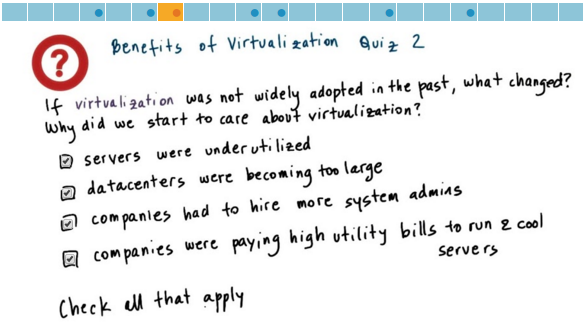 ?
Benefits of Virtualization Quiz 2
If virtualization was not widely adopted in the past, what changed?
Why did we start to care about virtualization?
servers were underutilized
datacenters were becoming too large
companies had to hire more system admins
companies were paying high utility bills to run & cool
servers
Check all that apply